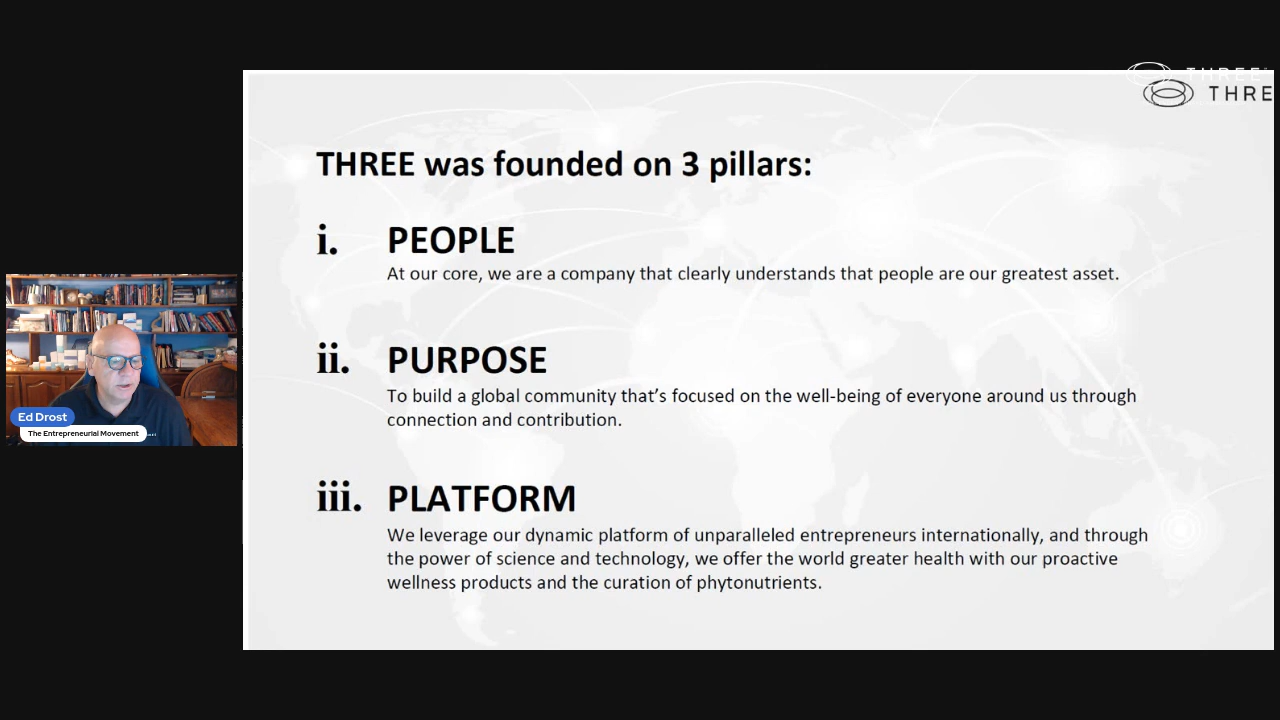 THREE
THRE
THREE was founded on 3 pillars:
i. PEOPLE
At our core, we are a company that clearly understands that people are our greatest asset.
ii. PURPOSE
To build a global community that’s focused on the well-being of everyone around us through
connection and contribution.
iii. PLATFORM
We leverage our dynamic platform of unparalleled entrepreneurs internationally, and through
the power of science and technology, we offer the world greater health with our proactive
wellness products and the curation of phytonutrients.
Ed Drost
The Entrepreneurial Movement